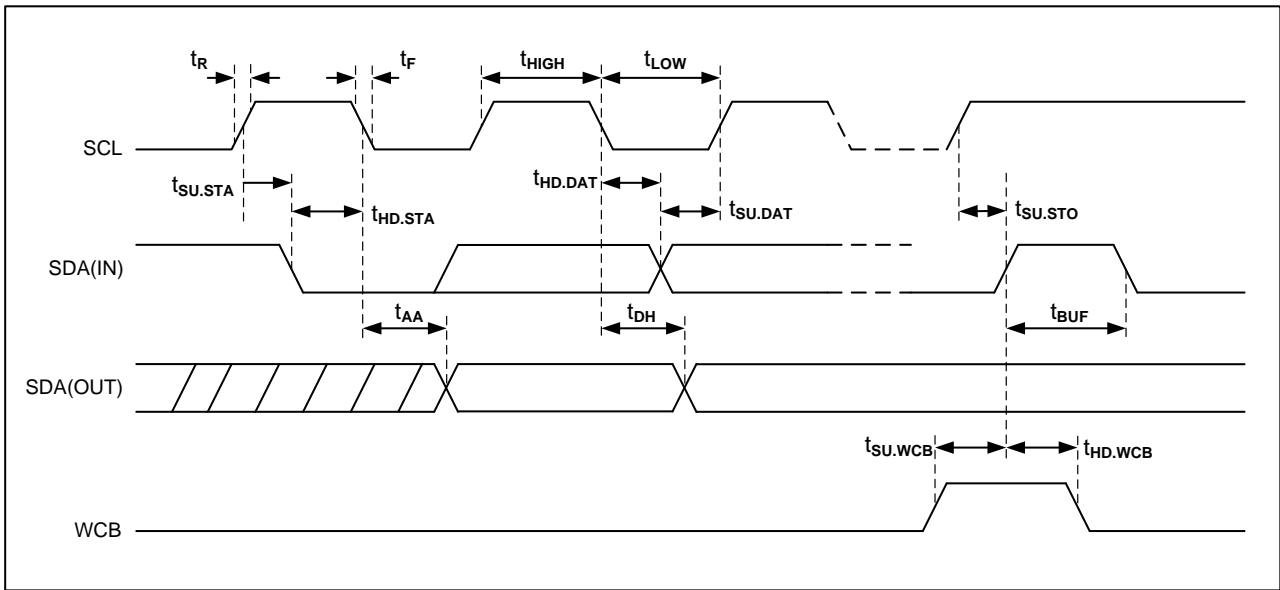 tR
tF
tHIGH
tLOW
SCL
tSU.STA
tHD.STA
tHD.DAT
tSU.DAT
tSU.STO
SDA(IN)
tAA
tDH
tBUF
SDA(OUT)
tSU.WCB
tHD.WCB
WCB